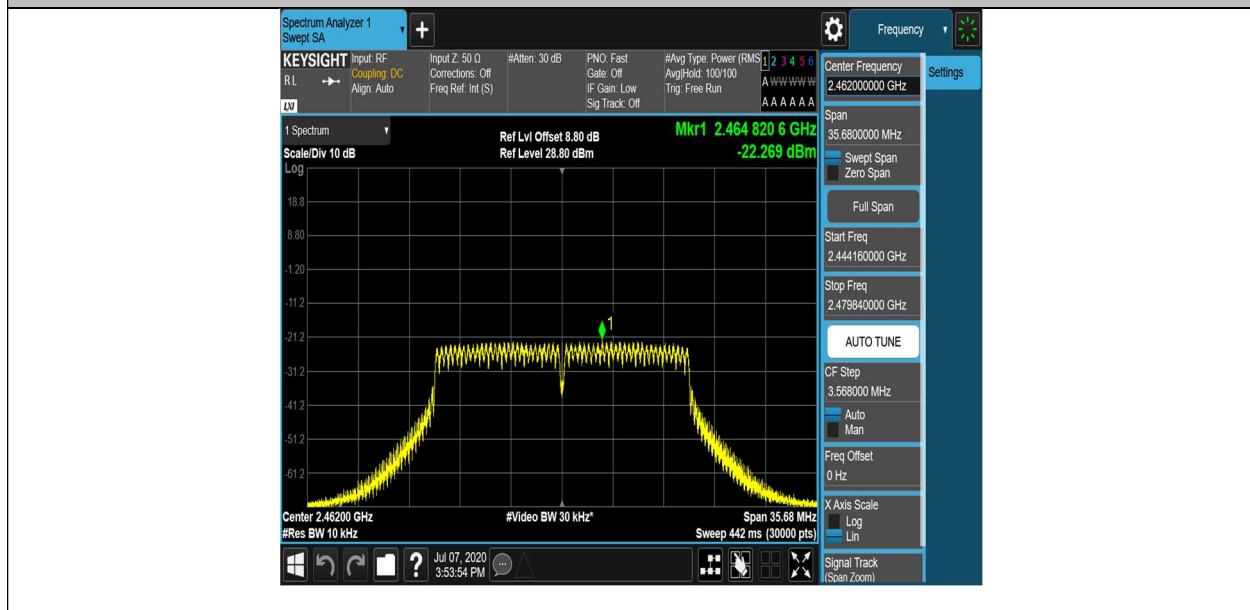 Spectrum Analyzer 1
Swept SA
Frequency
KEYSIGHT
RL
LXI
Input: RF
Coupling: DC
Align: Auto
Input Z: 50 Ω
Corrections: Off
Freq Ref: Int (S)
#Atten: 30 dB
PNO: Fast
Gate: Off
IF Gain: Low
Sig Track: Off
#Avg Type: Power (RMS
Avg|Hold: 100/100
Trig: Free Run
1 2 3 4 5 6
A W W W W W
A A A A A A
1 Spectrum
Scale/Div 10 dB
Log
Ref Lvl Offset 8.80 dB
Ref Level 28.80 dBm
Mkr1 2.464 820 6 GHz
-22.269 dBm
18.8
8.80
-1.20
-11.2
-21.2
-31.2
-41.2
-51.2
-61.2
1
Center 2.46200 GHz
#Res BW 10 kHz
#Video BW 30 kHz*
Span 35.68 MHz
Sweep 442 ms (30000 pts)
Center Frequency
2.462000000 GHz
Span
35.6800000 MHz
Swept Span
Zero Span
Full Span
Start Freq
2.444160000 GHz
Stop Freq
2.479840000 GHz
AUTO TUNE
CF Step
3.568000 MHz
Auto
Man
Freq Offset
0 Hz
X Axis Scale
Log
Lin
Signal Track
(Span Zoom)
Settings
?
Jul 07, 2020
3:53:54 PM